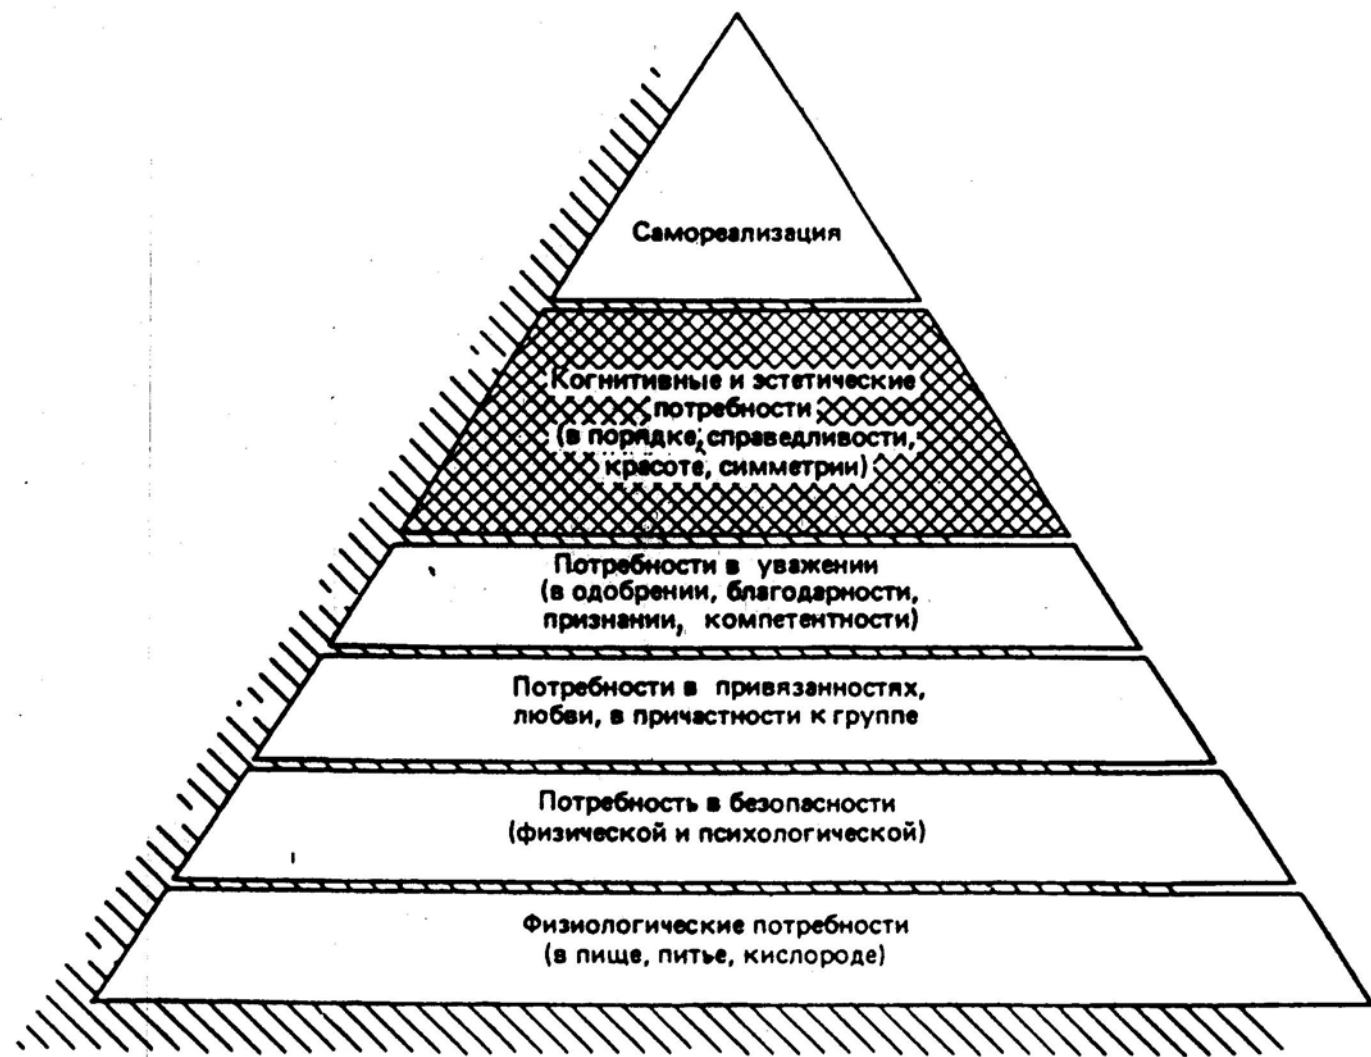 Самореализация
Когнитивные и эстетические
потребности
(в порядке, справедливости,
красоте, симметрии)
Потребности в уважении
(в одобрении, благодарности,
признании, компетентности)
Потребности в привязанностях,
любви, в причастности к группе
Потребность в безопасности
(физической и психологической)
Физиологические потребности
(в пище, питье, кислороде)